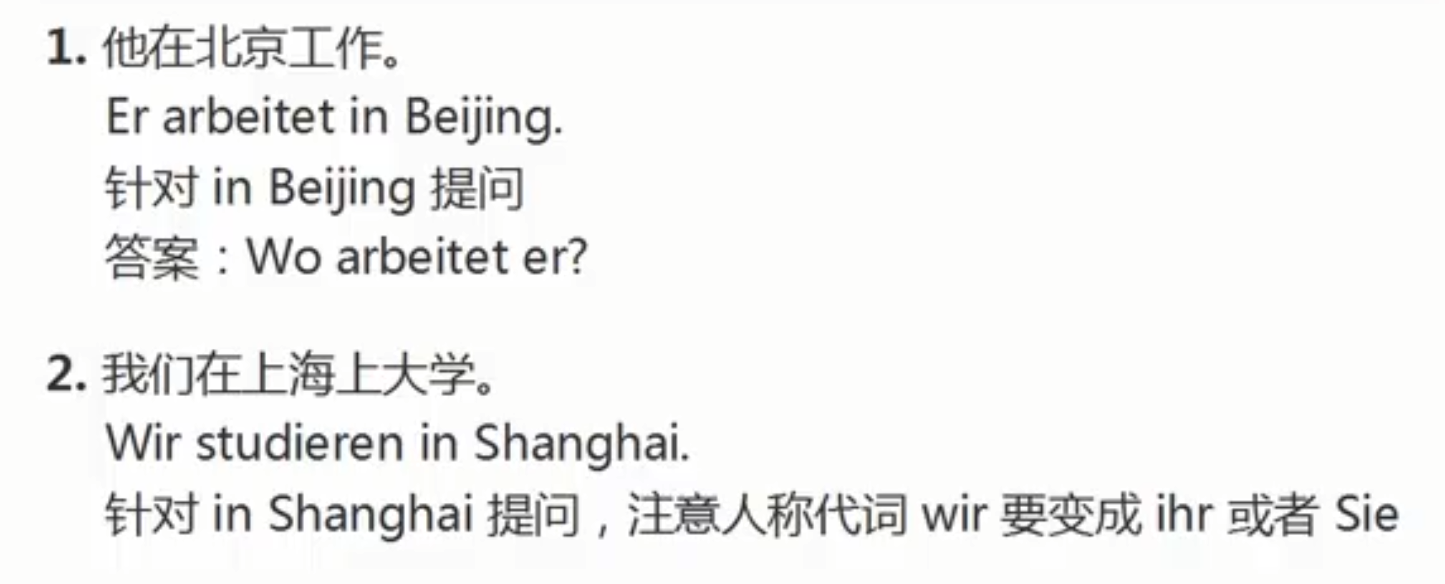 1. 他在北京工作。
Er arbeitet in Beijing.
针对 in Beijing 提问
答案：Wo arbeitet er?
2. 我们在上海上大学。
Wir studieren in Shanghai.
针对 in Shanghai 提问，注意人称代词 wir 要变成 ihr 或者 Sie